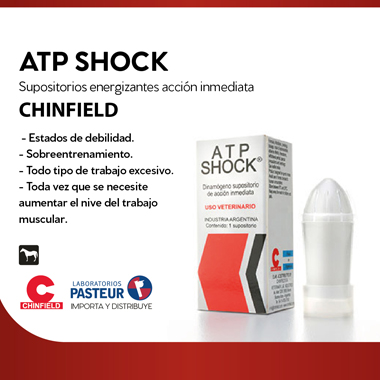 ATP SHOCK
Supositorios energizantes acción inmediata
CHINFIELD
- Estados de debilidad.
- Sobreentrenamiento.
- Todo tipo de trabajo excesivo.
- Toda vez que se necesite
aumentar el nive del trabajo
muscular.
ATP
SHOCK®
Dinamógeno supositorio
de acción inmediata
USO VETERINARIO
INDUSTRIA ARGENTINA
Contenido: 1 supositorio
CHINFIELD
LABORATORIOS
PASTEUR
IMPORTA Y DISTRIBUYE